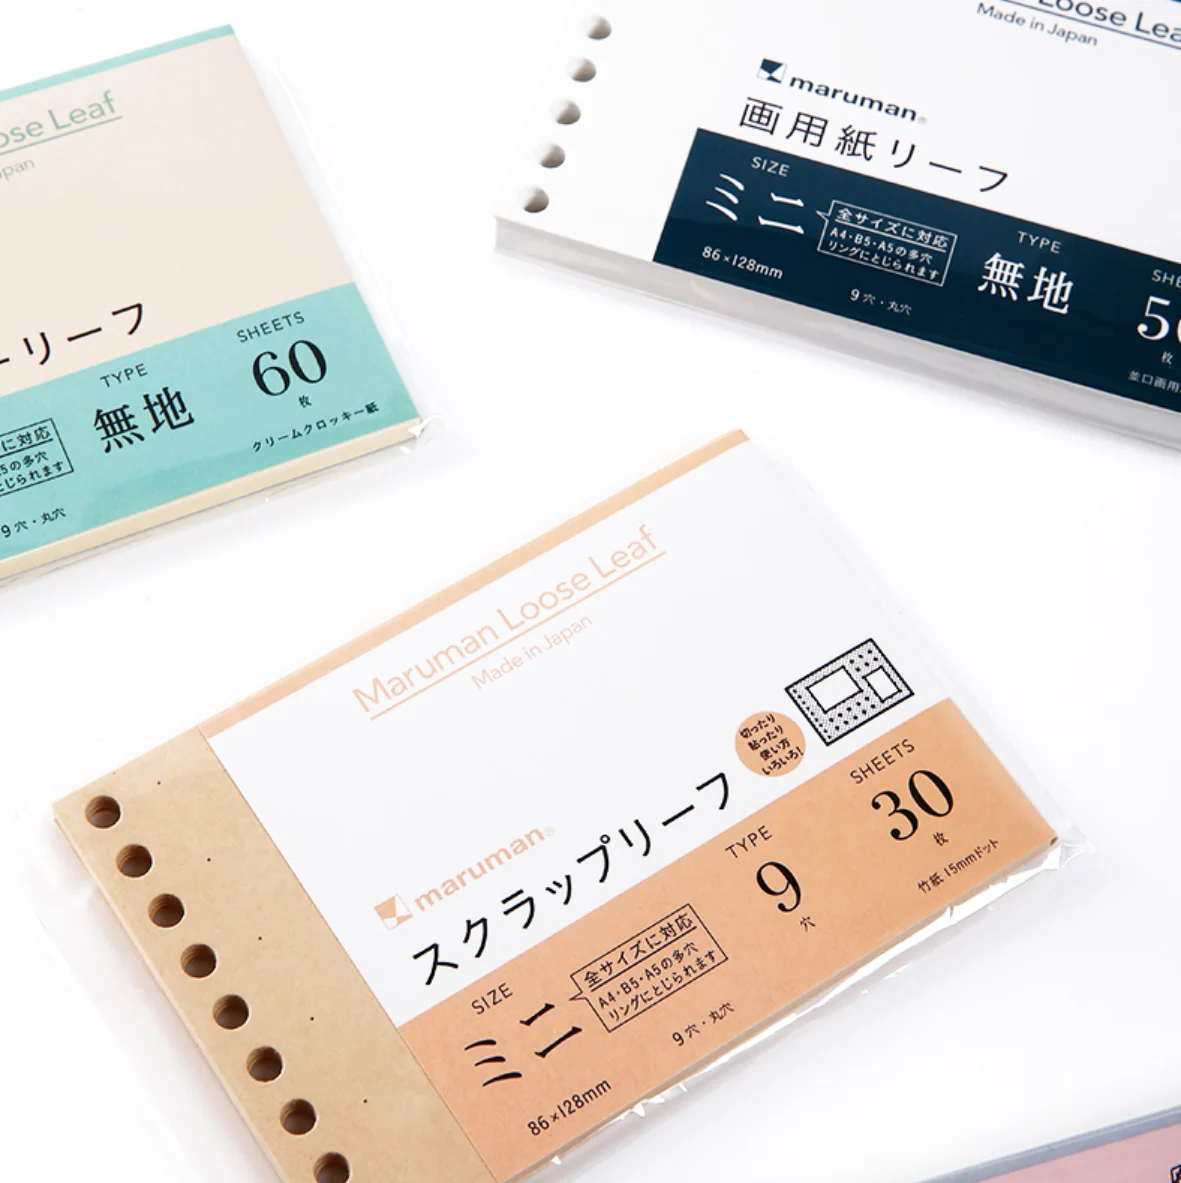 Loose Leaf
Made in Japan
maruman®
画用紙リーフ
SIZE
ミニ
全サイズに対応
A4・B5・A5の多穴
リングにとじられます
86×128mm
9穴・丸穴
TYPE
無地
枚
ose Leaf
apan
ーリーフ
に対応
A5の多穴
とじられます
9穴・丸穴
TYPE
無地
SHEETS
60
枚
クリームクロッキー紙
Maruman Loose Leaf
Made in Japan
切ったり
貼ったり
使い方
いろいろ!
maruman®
スクラップリーフ
SIZE
ミニ
全サイズに対応
A4・B5・A5の多穴
リングにとじられます
86×128mm
9穴・丸穴
TYPE
9
穴
SHEETS
30
枚
竹紙 15mmドット